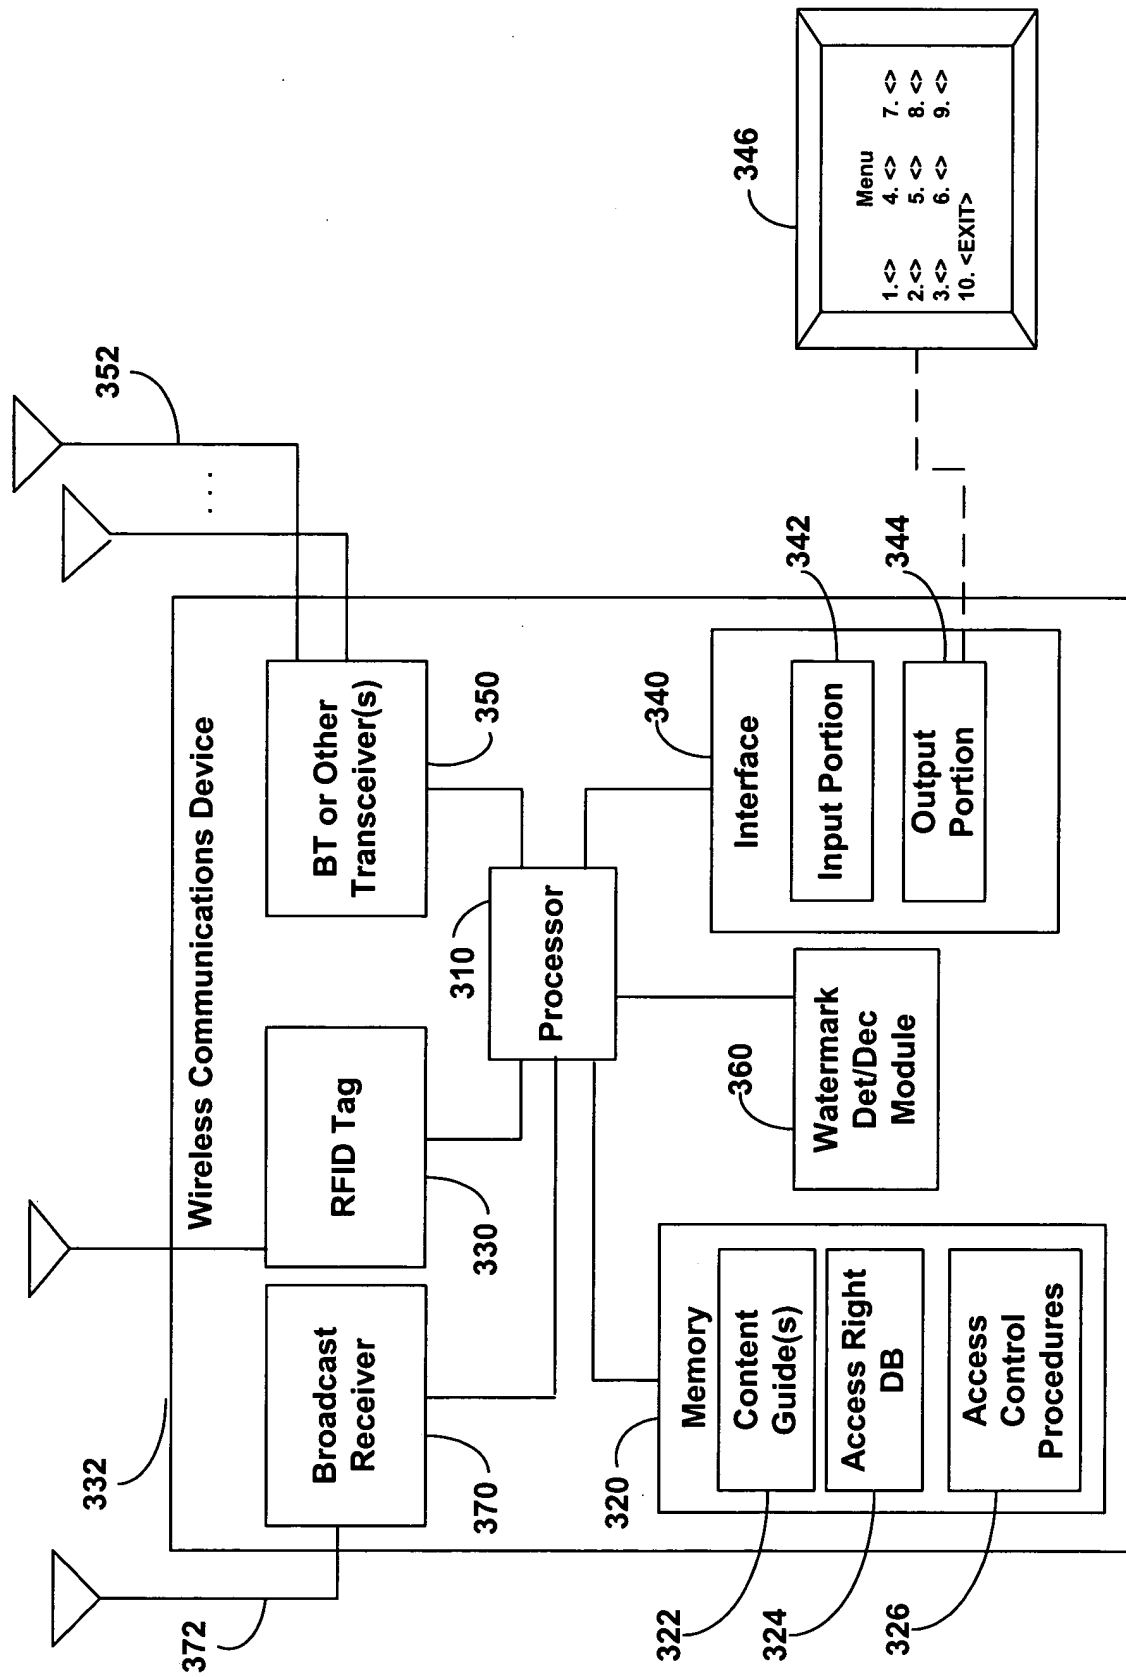 372
332
352
Wireless Communications Device
Broadcast
Receiver
370
RFID Tag
330
BT or Other
Transceiver(s)
350
. . .
310
Processor
320
Memory
Content
Guide(s)
322
Access Right
DB
324
Access
Control
Procedures
326
360
Watermark
Det/Dec
Module
340
Interface
Input Portion
342
Output
Portion
344
346
Menu
1.<> 4. <> 7. <>
2.<> 5. <> 8. <>
3.<> 6. <> 9. <>
10. <EXIT>